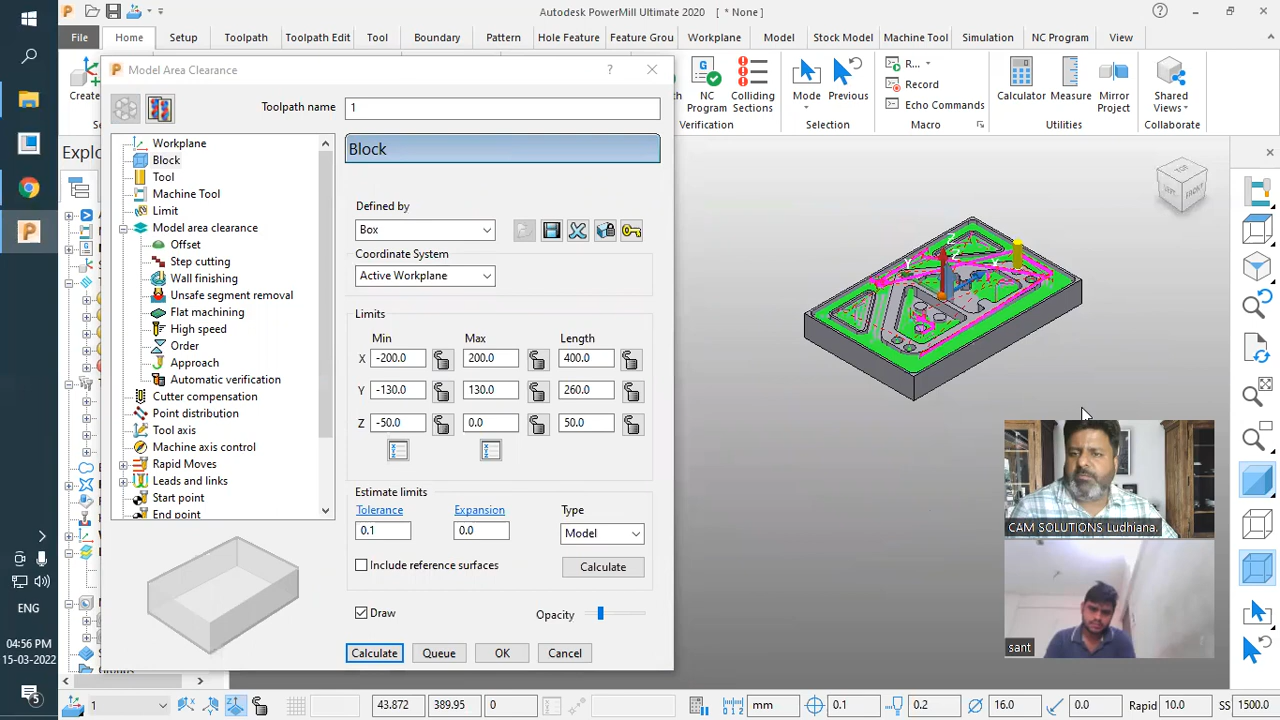 Autodesk PowerMill Ultimate 2020 [ * None ]
File Home Setup Toolpath Toolpath Edit Tool Boundary Pattern Hole Feature Feature Grou Workplane Model Stock Model Machine Tool Simulation NC Program View
Create
NC Program
Colliding Sections
Verification
Mode
Previous
Selection
R...
Record
Echo Commands
Macro
Calculator
Measure
Mirror Project
Utilities
Shared Views
Collaborate
Model Area Clearance
Toolpath name 1
Explo
Workplane
Block
Tool
Machine Tool
Limit
Model area clearance
Offset
Step cutting
Wall finishing
Unsafe segment removal
Flat machining
High speed
Order
Approach
Automatic verification
Cutter compensation
Point distribution
Tool axis
Machine axis control
Rapid Moves
Leads and links
Start point
End point
Block
Defined by
Box
Coordinate System
Active Workplane
Limits
Min Max Length
X -200.0 200.0 400.0
Y -130.0 130.0 260.0
Z -50.0 0.0 50.0
Estimate limits
Tolerance Expansion Type
0.1 0.0 Model
Include reference surfaces
Calculate
Draw
Opacity
Calculate Queue OK Cancel
TOP
FRONT
Z
Z
Y
Y
CAM SOLUTIONS Ludhiana.
sant
ENG
04:56 PM
15-03-2022
5
1 43.872 389.95 0 mm 0.1 0.2 16.0 0.0 Rapid 10.0 SS 1500.0